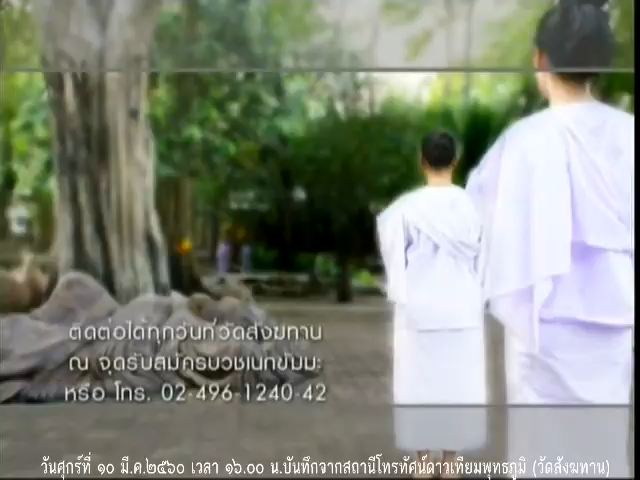 ติดต่อได้ทุกวันที่วัดสังฆทาน
ณ จุดรับสมัครบวชเนกขัมมะ
หรือ โทร. 02-496-1240-42
วันศุกร์ที่ ๑๐ มี.ค.๒๕๖๐ เวลา ๑๖.๐๐ น.บันทึกจากสถานีโทรทัศน์ดาวเทียมพุทธภูมิ (วัดสังฆทาน)